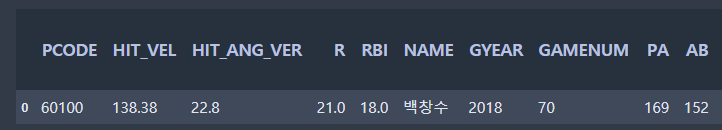 PCODE HIT_VEL HIT_ANG_VER R RBI NAME GYEAR GAMENUM PA AB
0 60100 138.38 22.8 21.0 18.0 백창수 2018 70 169 152